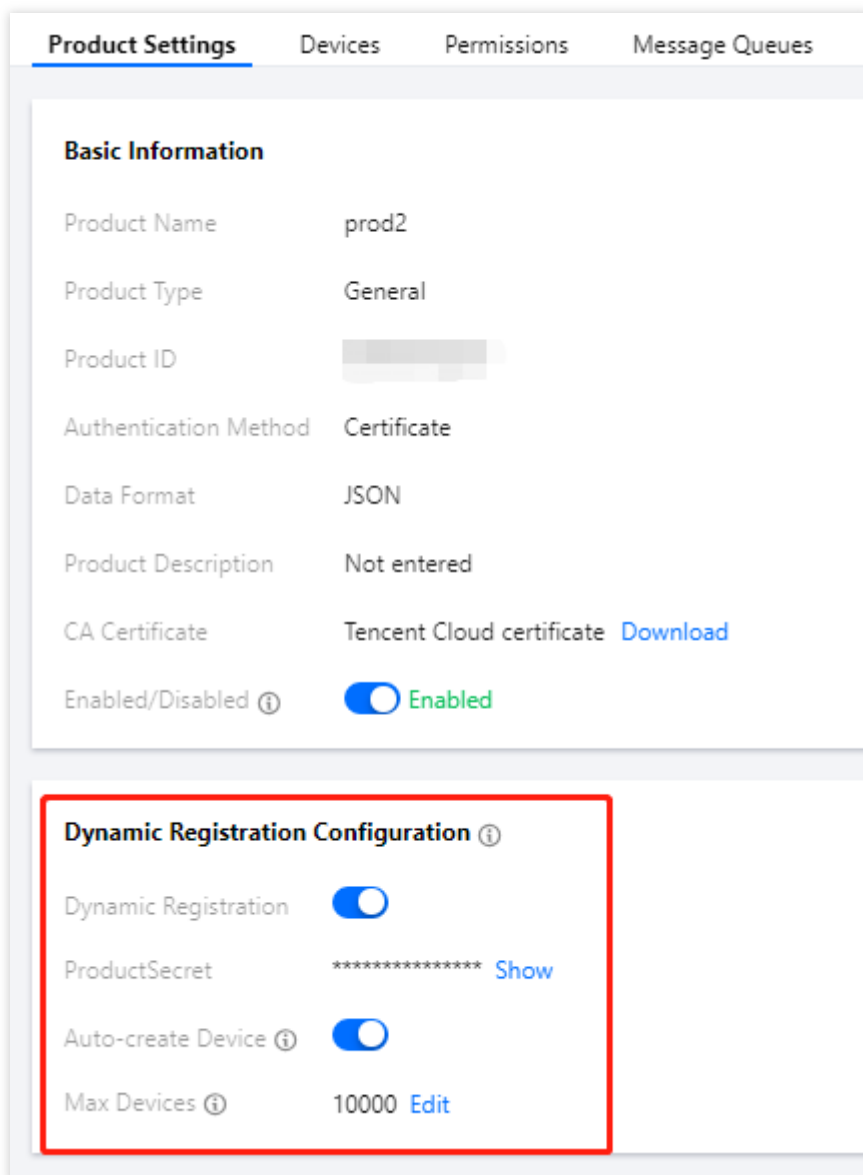 Product Settings Devices Permissions Message Queues
Basic Information
Product Name prod2
Product Type General
Product ID
Authentication Method Certificate
Data Format JSON
Product Description Not entered
CA Certificate Tencent Cloud certificate Download
Enabled/Disabled Enabled
Dynamic Registration Configuration
Dynamic Registration
ProductSecret *************** Show
Auto-create Device
Max Devices 10000 Edit